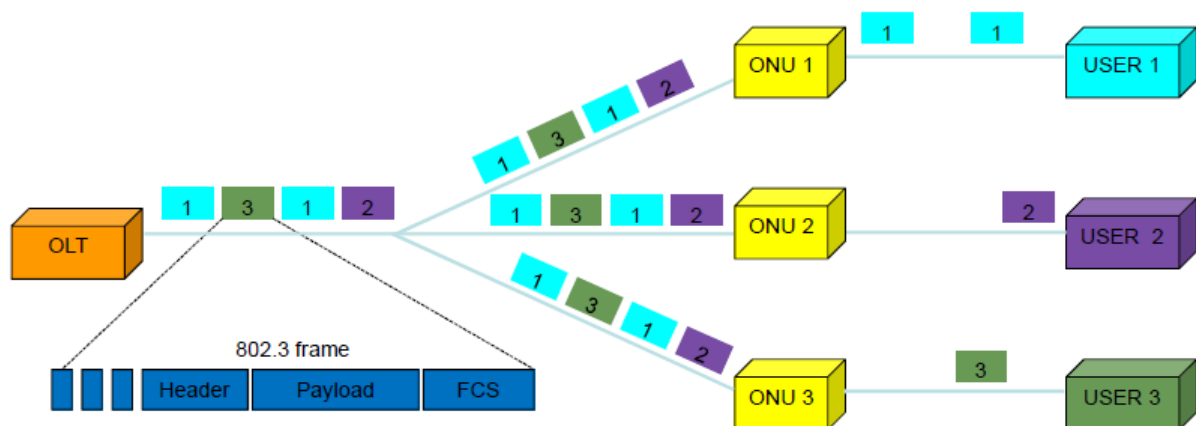 1 1
ONU 1
USER 1
1 3 1 2
1 3 1 2
1 3 1 2
2
OLT
ONU 2
USER 2
1 3 1 2
802.3 frame
Header Payload FCS
3
ONU 3
USER 3